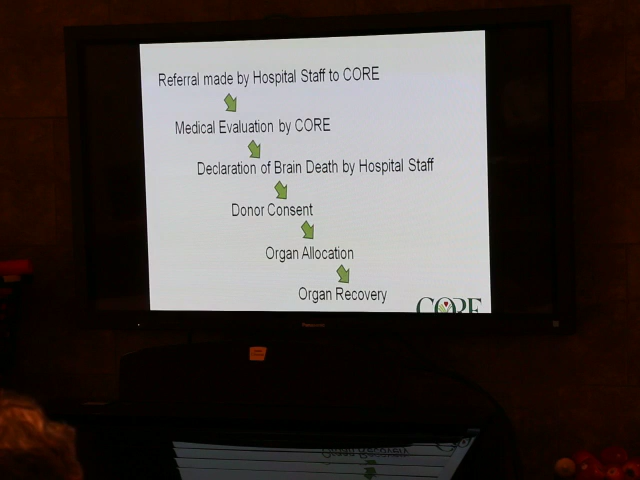 Referral made by Hospital Staff to CORE
Medical Evaluation by CORE
Declaration of Brain Death by Hospital Staff
Donor Consent
Organ Allocation
Organ Recovery
CORE
Panasonic